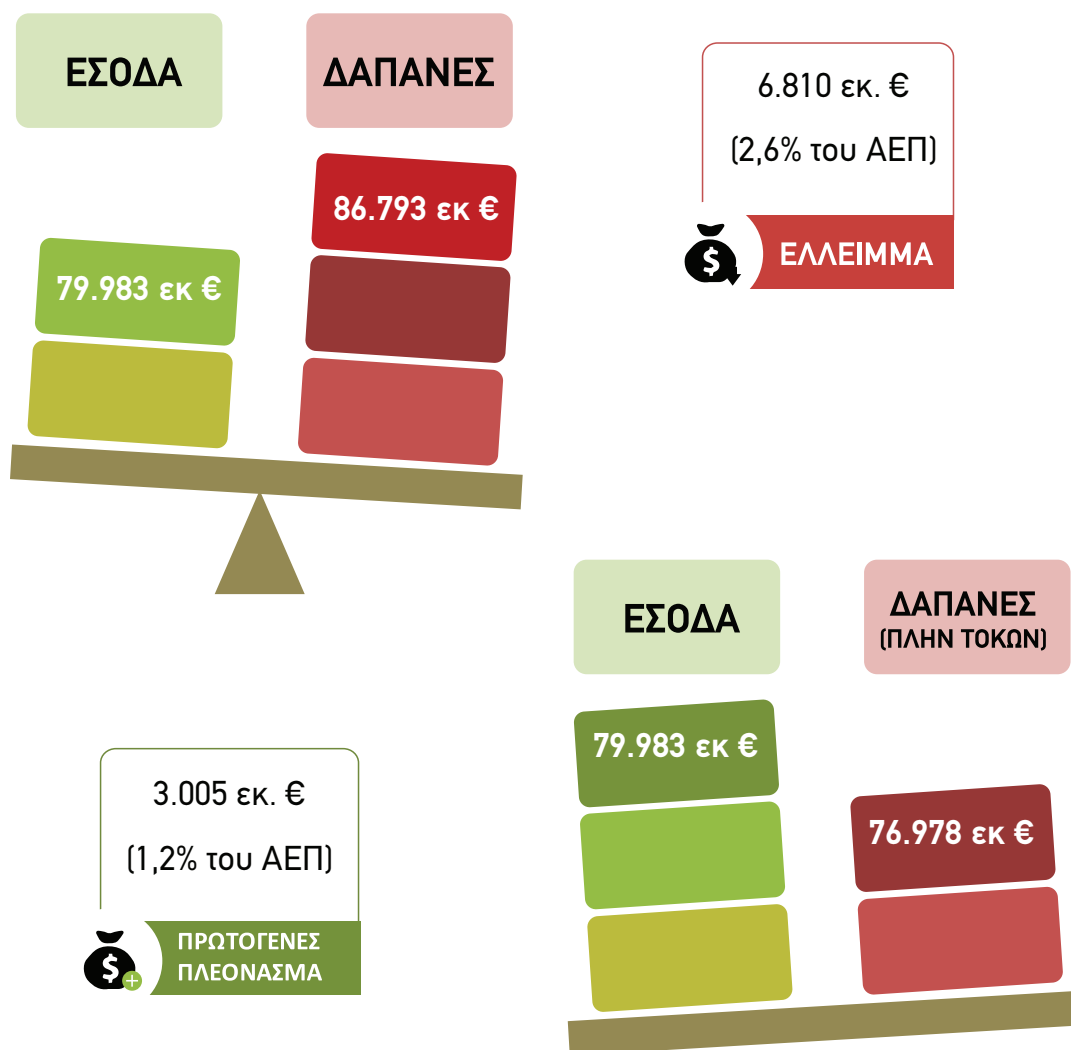 ΕΣΟΔΑ
ΔΑΠΑΝΕΣ
86.793 εκ €
79.983 εκ €
6.810 εκ. €
(2,6% του ΑΕΠ)
ΕΛΛΕΙΜΜΑ
ΕΣΟΔΑ
ΔΑΠΑΝΕΣ
(ΠΛΗΝ ΤΟΚΩΝ)
79.983 εκ €
76.978 εκ €
3.005 εκ. €
(1,2% του ΑΕΠ)
ΠΡΩΤΟΓΕΝΕΣ
ΠΛΕΟΝΑΣΜΑ